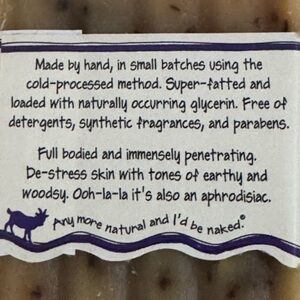 Made by hand, in small batches using the
cold-processed method. Super-fatted and
loaded with naturally occurring glycerin. Free of
detergents, synthetic fragrances, and parabens.
Full bodied and immensely penetrating.
De-stress skin with tones of earthy and
woodsy. Ooh-la-la it's also an aphrodisiac.
Any more natural and I'd be naked.®